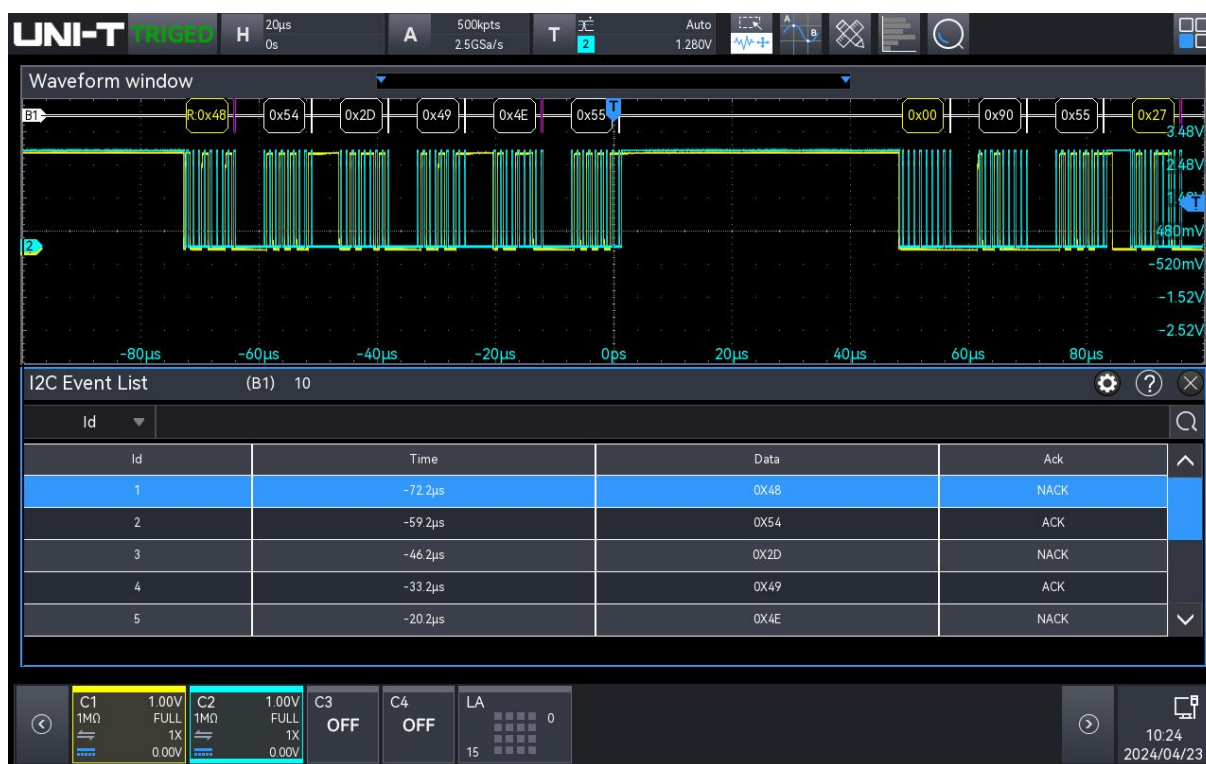 UNI-T TRIGED H 20µs 0s A 500kpts 2.5GSa/s T 2 Auto 1.280V A B
Waveform window
T
B1 R:0x48 0x54 0x2D 0x49 0x4E 0x55 0x00 0x90 0x55 0x27
3.48V
2.48V
T
2 480mV
-520mV
-1.52V
-2.52V
-80µs -60µs -40µs -20µs 0ps 20µs 40µs 60µs 80µs
I2C Event List (B1) 10 ?
Id
Id Time Data Ack
1 -72.2µs 0X48 NACK
2 -59.2µs 0X54 ACK
3 -46.2µs 0X2D NACK
4 -33.2µs 0X49 ACK
5 -20.2µs 0X4E NACK
C1 1.00V C2 1.00V C3 C4 LA
1MΩ FULL 1MΩ FULL OFF OFF 0
1X 1X
0.00V 0.00V 15
10:24
2024/04/23